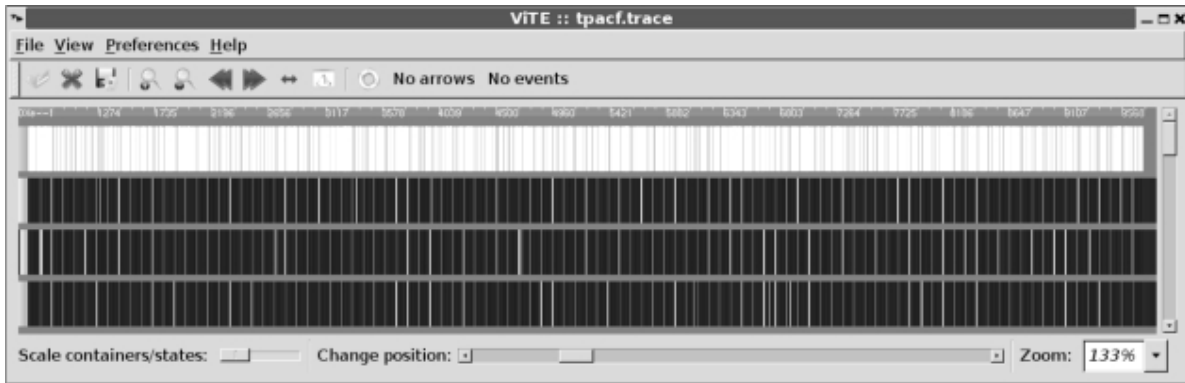 ViTE :: tpacf.trace
File View Preferences Help
No arrows No events
1274 1735 2196 2656 3117 3578 4039 4500 4960 5421 5882 6343 6803 7264 7725 8186 8647 9107 9568
Scale containers/states: Change position: Zoom: 133%